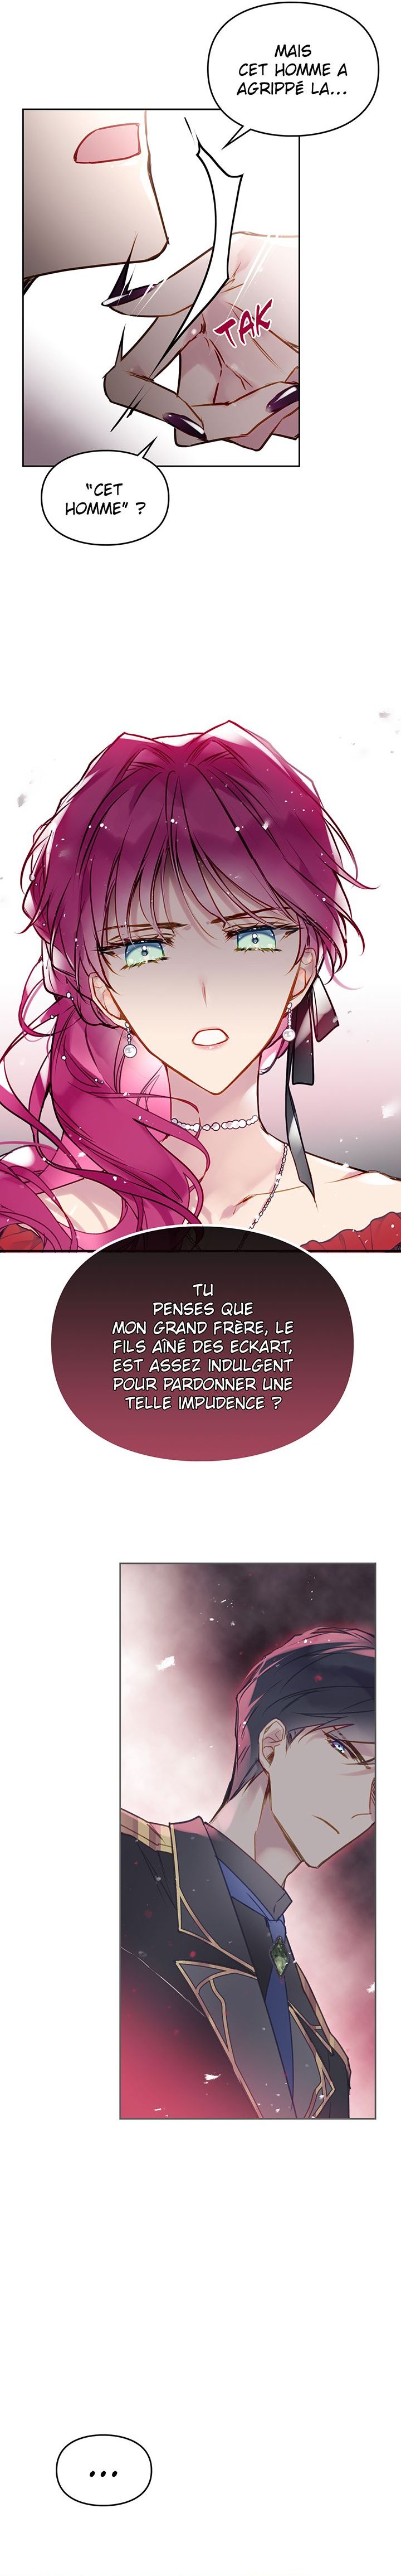 MAIS
CET HOMME A
AGRIPPÉ LA...
TAK
"CET
HOMME" ?
TU
PENSES QUE
MON GRAND FRÈRE, LE
FILS AÎNÉ DES ECKART,
EST ASSEZ INDULGENT
POUR PARDONNER UNE
TELLE IMPUDENCE ?
...